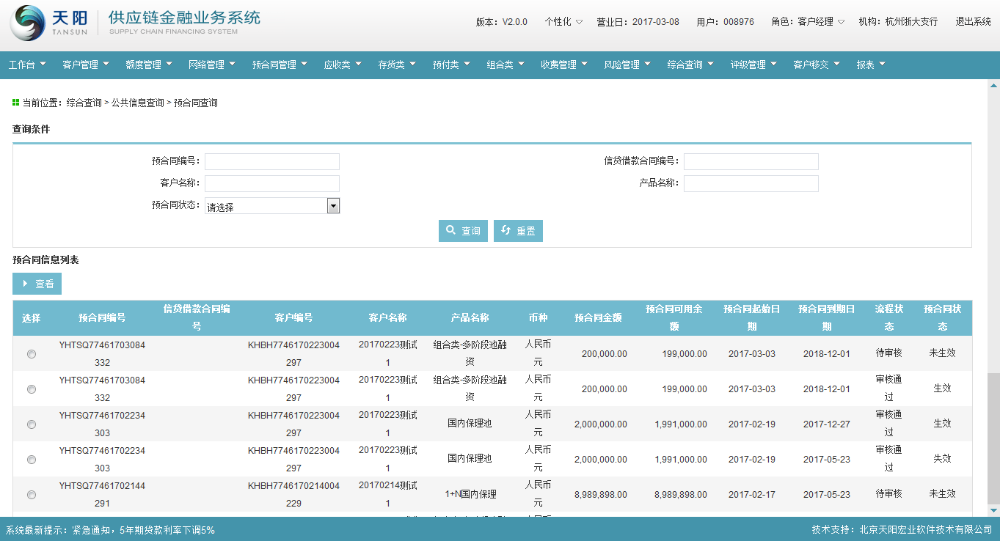 天阳
TANSUN
供应链金融业务系统
SUPPLY CHAIN FINANCING SYSTEM
版本：V2.0.0 个性化 营业日：2017-03-08 用户：008976 角色：客户经理 机构：杭州浙大支行 退出系统
工作台 客户管理 额度管理 网络管理 预合同管理 应收类 存货类 预付类 组合类 收费管理 风险管理 综合查询 评级管理 客户移交 报表
当前位置：综合查询 > 公共信息查询 > 预合同查询
查询条件
预合同编号： 信贷借款合同编号：
客户名称： 产品名称：
预合同状态： 请选择
查询 重置
预合同信息列表
查看
选择 预合同编号 信贷借款合同编号 客户编号 客户名称 产品名称 币种 预合同金额 预合同可用余额 预合同起始日期 预合同到期日期 流程状态 预合同状态
YHTSQ77461703084332 KHBH7746170223004297 20170223测试1 组合类-多阶段池融资 人民币元 200,000.00 199,000.00 2017-03-03 2018-12-01 待审核 未生效
YHTSQ77461703084332 KHBH7746170223004297 20170223测试1 组合类-多阶段池融资 人民币元 200,000.00 199,000.00 2017-03-03 2018-12-01 审核通过 生效
YHTSQ77461702234303 KHBH7746170223004297 20170223测试1 国内保理池 人民币元 2,000,000.00 1,991,000.00 2017-02-19 2017-12-27 审核通过 生效
YHTSQ77461702234303 KHBH7746170223004297 20170223测试1 国内保理池 人民币元 2,000,000.00 1,991,000.00 2017-02-19 2017-05-23 审核通过 失效
YHTSQ77461702144291 KHBH7746170214004229 20170214测试1 1+N国内保理 人民币元 8,989,898.00 8,989,898.00 2017-02-17 2017-05-23 待审核 未生效
系统最新提示：紧急通知，5年期贷款利率下调5% 技术支持：北京天阳宏业软件技术有限公司